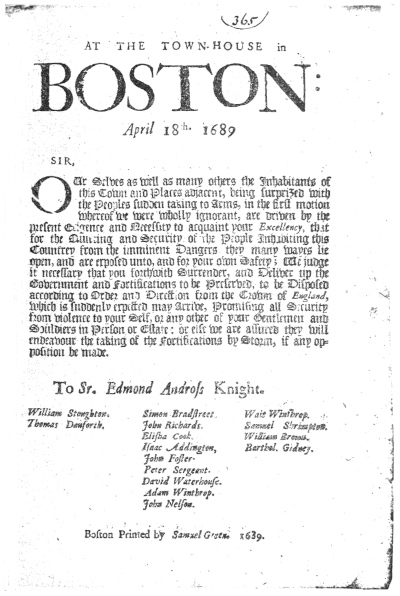 365
AT THE TOWN-HOUSE in
BOSTON:
April 18th. 1689
SIR,
OUr Selves as well as many others the Inhabitants of
this Town and Places adjacent, being surprized with
the Peoples sudden taking to Arms, in the first motion
whereof we were wholly ignorant, are driven by the
present Exigence and Necessity to acquaint your Excellency, that
for the Quieting and Security of the People Inhabiting this
Countrey from the imminent Dangers they many wayes lie
open, and are exposed unto, and for your own Safety; We judge
it necessary that you forthwith Surrender, and Deliver up the
Government and Fortifications to be Preserved, to be Disposed
according to Order and Direction from the Crown of England,
which is suddenly expected may arrive, Promising all Security
from violence to your Self, or any other of your Gentlemen and
Souldiers in Person or Estate: or else we are assured they will
endeavour the taking of the Fortifications by Storm, if any op-
position be made.
To Sr. Edmond Andross Knight.
William Stoughton. Simon Bradstreet. Wait Winthrop.
Thomas Danforth. John Richards. Samuel Shrimpton.
Elisha Cook. William Brown.
Isaac Addington, Barthol. Gidney.
John Foster.
Peter Sergeant.
David Waterhouse.
Adam Winthrop.
John Nelson.
Boston Printed by Samuel Green. 1689.